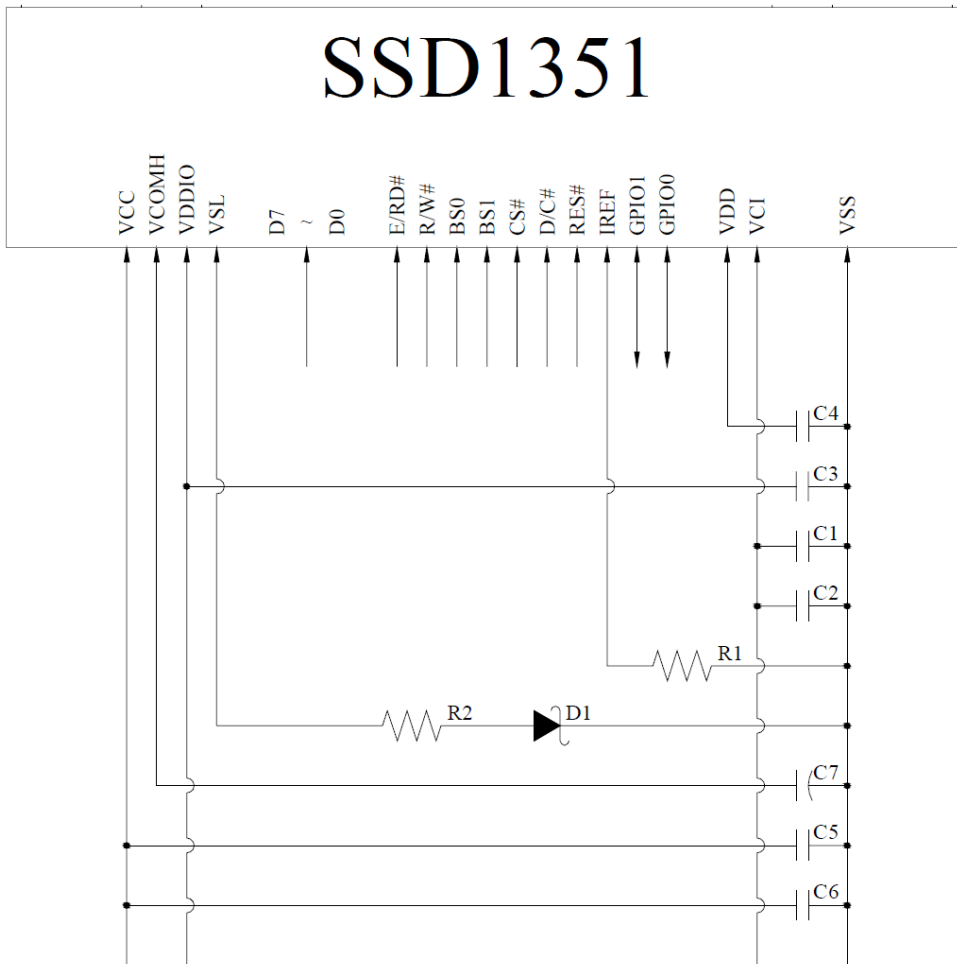 SSD1351
VCC
VCOMH
VDDIO
VSL
D7
~
D0
E/RD#
R/W#
BS0
BS1
CS#
D/C#
RES#
IREF
GPIO1
GPIO0
VDD
VCI
VSS
C4
C3
C1
C2
R1
R2
D1
C7
C5
C6